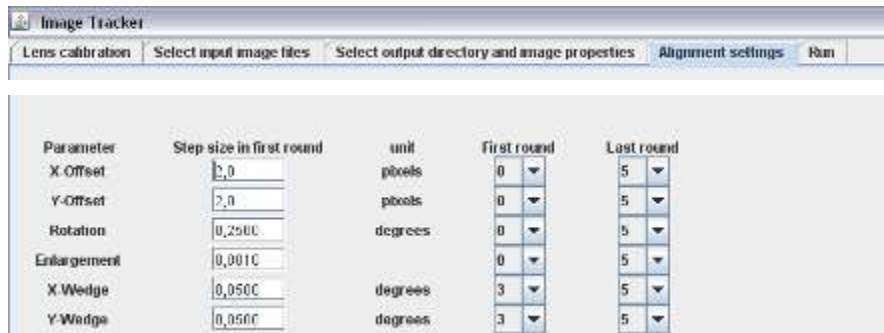 Image Tracker
Lens calibration Select input image files Select output directory and image properties Alignment settings Run
Parameter Step size in first round unit First round Last round
X-Offset 2,0 pixels 0 5
Y-Offset 2,0 pixels 0 5
Rotation 0,2500 degrees 0 5
Enlargement 0,0010 0 5
X-Wedge 0,0500 degrees 3 5
Y-Wedge 0,0500 degrees 3 5